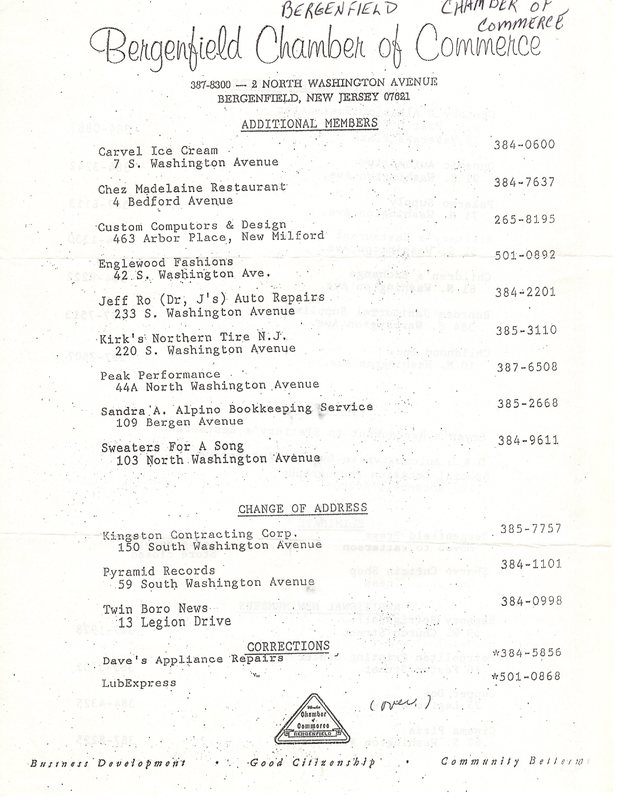 BERGENFIELD CHAMBER OF
COMMERCE
Bergenfield Chamber of Commerce
387-8300 — 2 NORTH WASHINGTON AVENUE
BERGENFIELD, NEW JERSEY 07621
ADDITIONAL MEMBERS
Carvel Ice Cream 384-0600
7 S. Washington Avenue
Chez Madelaine Restaurant 384-7637
4 Bedford Avenue
Custom Computors & Design 265-8195
463 Arbor Place, New Milford
Englewood Fashions 501-0892
42 S. Washington Ave.
Jeff Ro (Dr, J's) Auto Repairs 384-2201
233 S. Washington Avenue
Kirk's Northern Tire N.J. 385-3110
220 S. Washington Avenue
Peak Performance 387-6508
44A North Washington Avenue
Sandra A. Alpino Bookkeeping Service 385-2668
109 Bergen Avenue
Sweaters For A Song 384-9611
103 North Washington Avenue
CHANGE OF ADDRESS
Kingston Contracting Corp. 385-7757
150 South Washington Avenue
Pyramid Records 384-1101
59 South Washington Avenue
Twin Boro News 384-0998
13 Legion Drive
CORRECTIONS
Dave's Appliance Repairs *384-5856
LubExpress *501-0868
(over)
Chamber
of
Commerce
BERGENFIELD
Business Development • Good Citizenship • Community Betterm